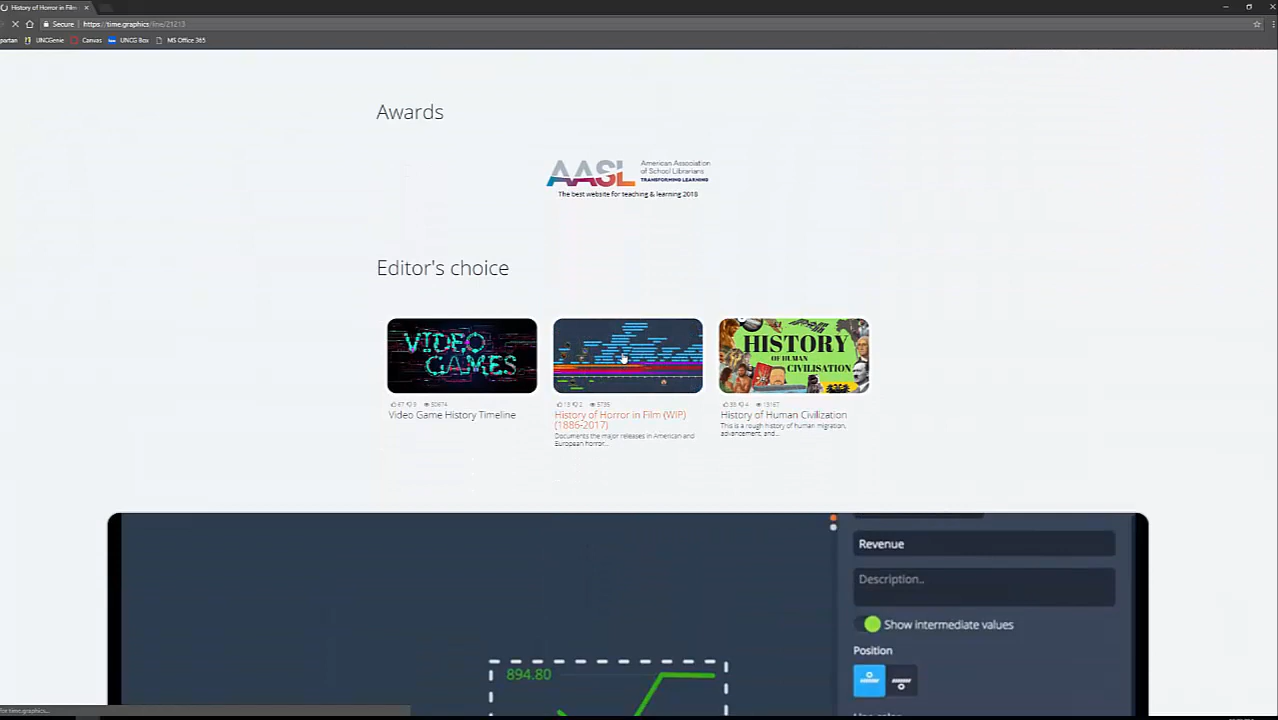 History of Horror in Film
Secure
https://time.graphics/line/21213
portan
UNCGenie
Canvas
UNCG Box
MS Office 365
Awards
AASL
American Association
of School Librarians
TRANSFORMING LEARNING
The best website for teaching & learning 2018
Editor's choice
VIDEO
GAMES
HISTORY
OF HUMAN
CIVILISATION
Video Game History Timeline
History of Horror in Film (WIP)
(1886-2017)
Documents the major releases in American and
European horror...
History of Human Civilization
This is a rough history of human migration,
advancement, and...
Revenue
Description..
Show intermediate values
Position
894.80
for time.graphics...